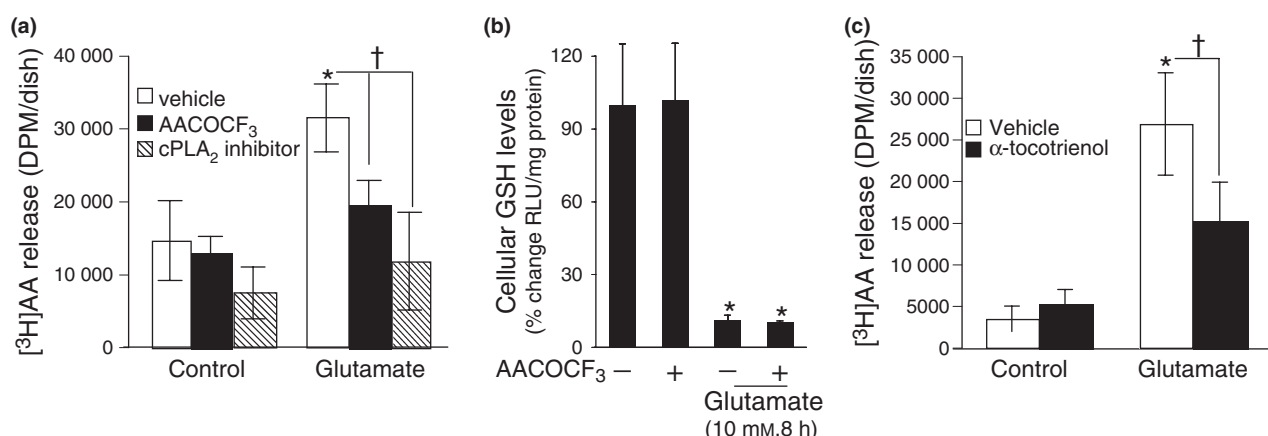 (a)
[³H]AA release (DPM/dish)
40 000
30 000
20 000
10 000
0
vehicle
AACOCF₃
cPLA₂ inhibitor
*
†
Control
Glutamate
(b)
Cellular GSH levels
(% change RLU/mg protein)
120
90
60
30
0
*
*
AACOCF₃ − + − +
Glutamate
(10 mM.8 h)
(c)
[³H]AA release (DPM/dish)
35 000
30 000
25 000
20 000
15 000
10 000
5000
0
Vehicle
α-tocotrienol
*
†
Control
Glutamate